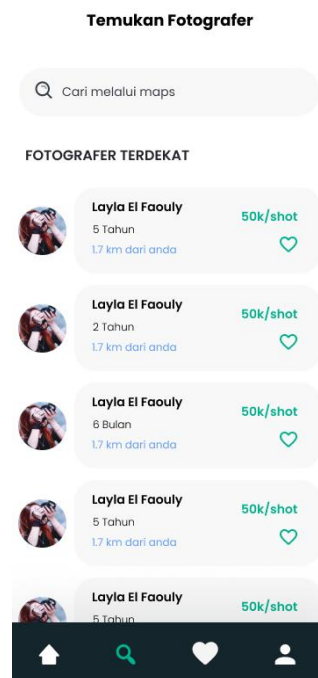 Temukan Fotografer
Cari melalui maps
FOTOGRAFER TERDEKAT
Layla El Faouly
50k/shot
5 Tahun
1.7 km dari anda
Layla El Faouly
50k/shot
2 Tahun
1.7 km dari anda
Layla El Faouly
50k/shot
6 Bulan
1.7 km dari anda
Layla El Faouly
50k/shot
5 Tahun
1.7 km dari anda
Layla El Faouly
50k/shot
5 Tahun